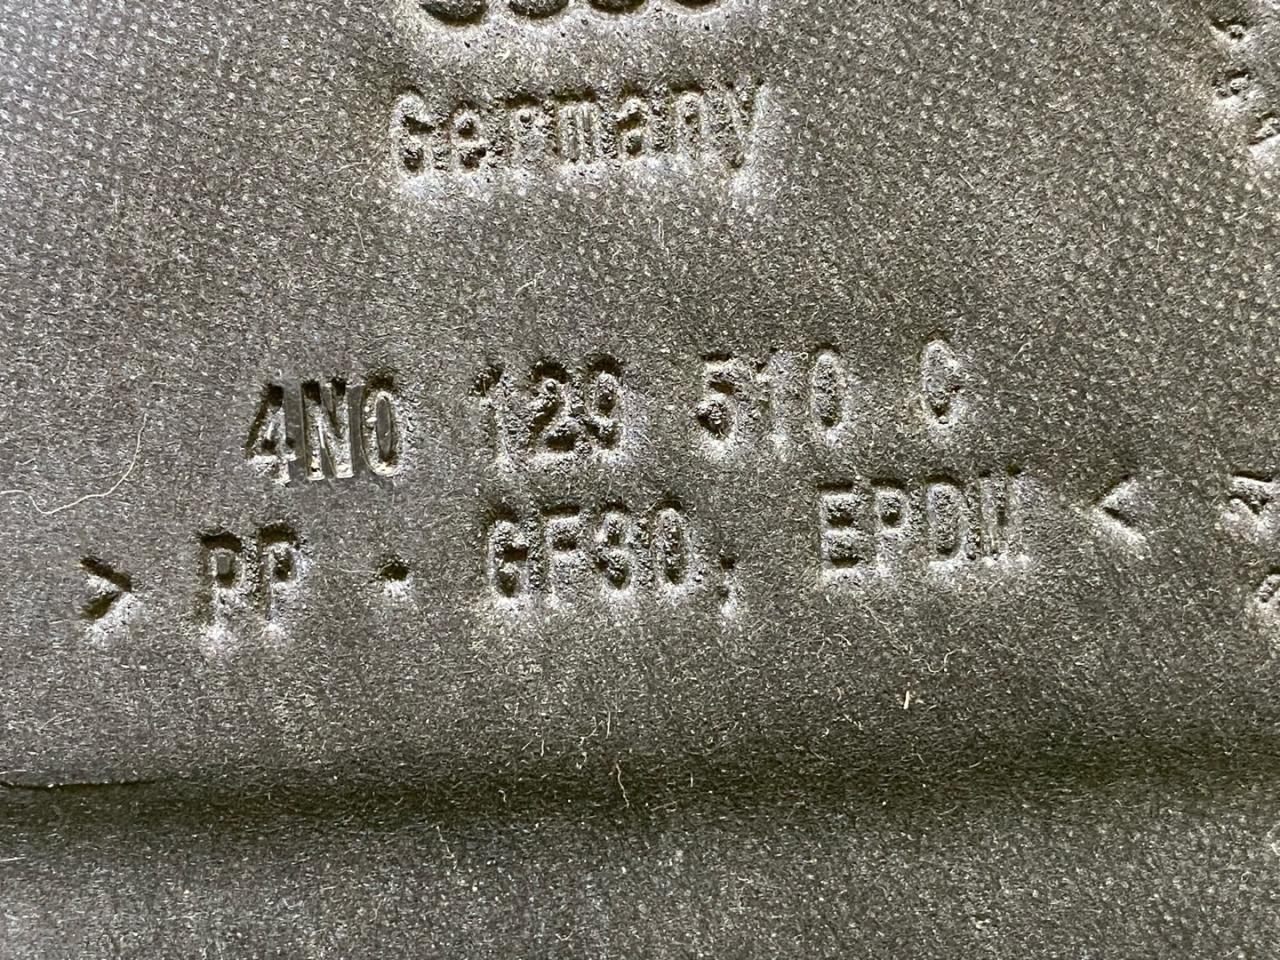 Germany
4N0 129 510 C
> PP - GF30, EPDM <